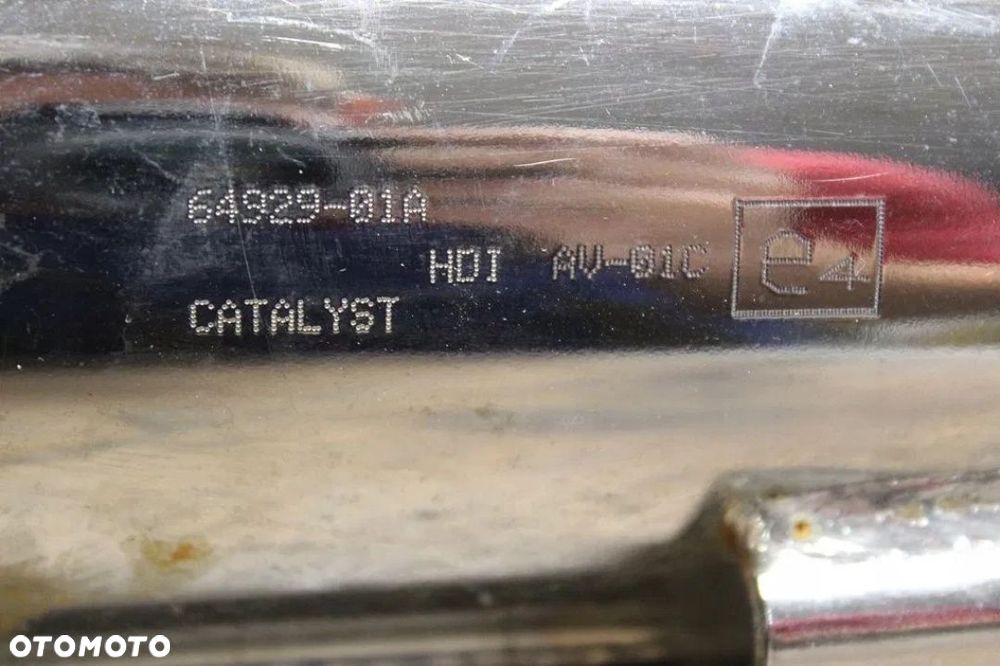 64929-01A
HDI AV-01C e4
CATALYST
OTOMOTO